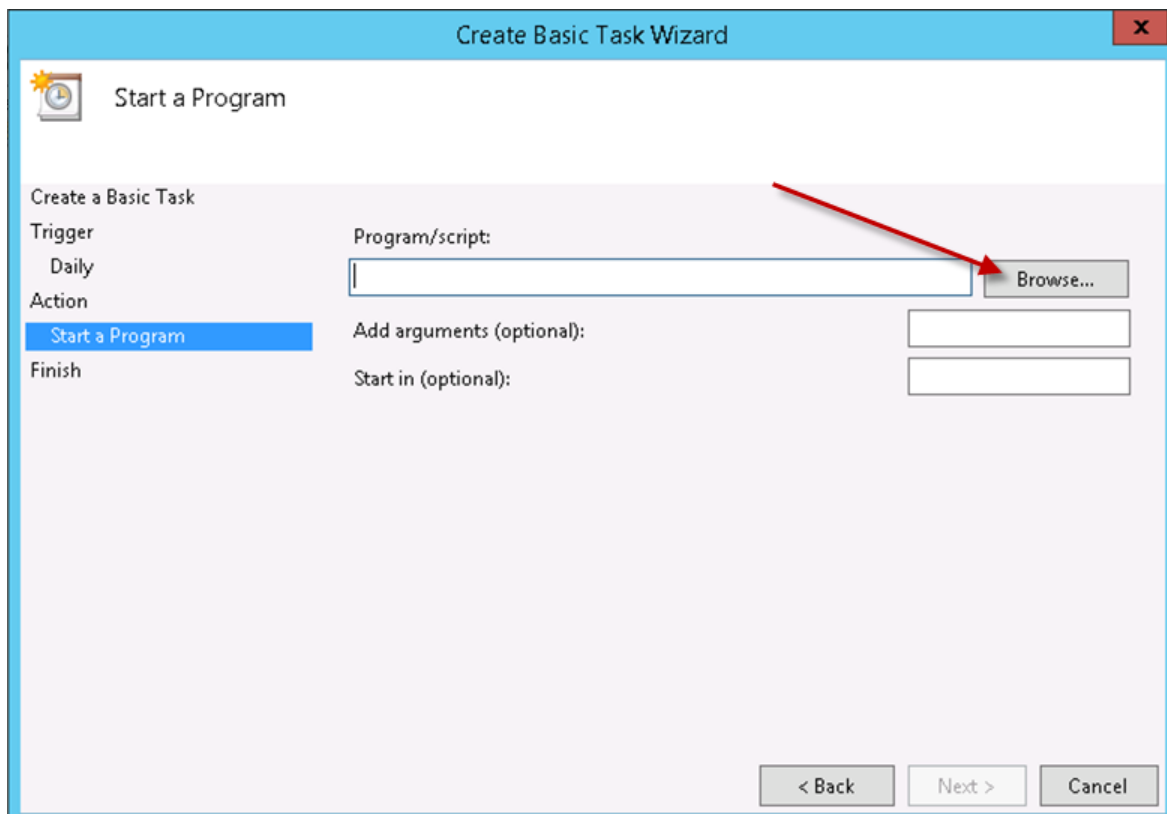 Create Basic Task Wizard
x
Start a Program
Create a Basic Task
Trigger
Daily
Action
Start a Program
Finish
Program/script:
Browse...
Add arguments (optional):
Start in (optional):
< Back
Next >
Cancel